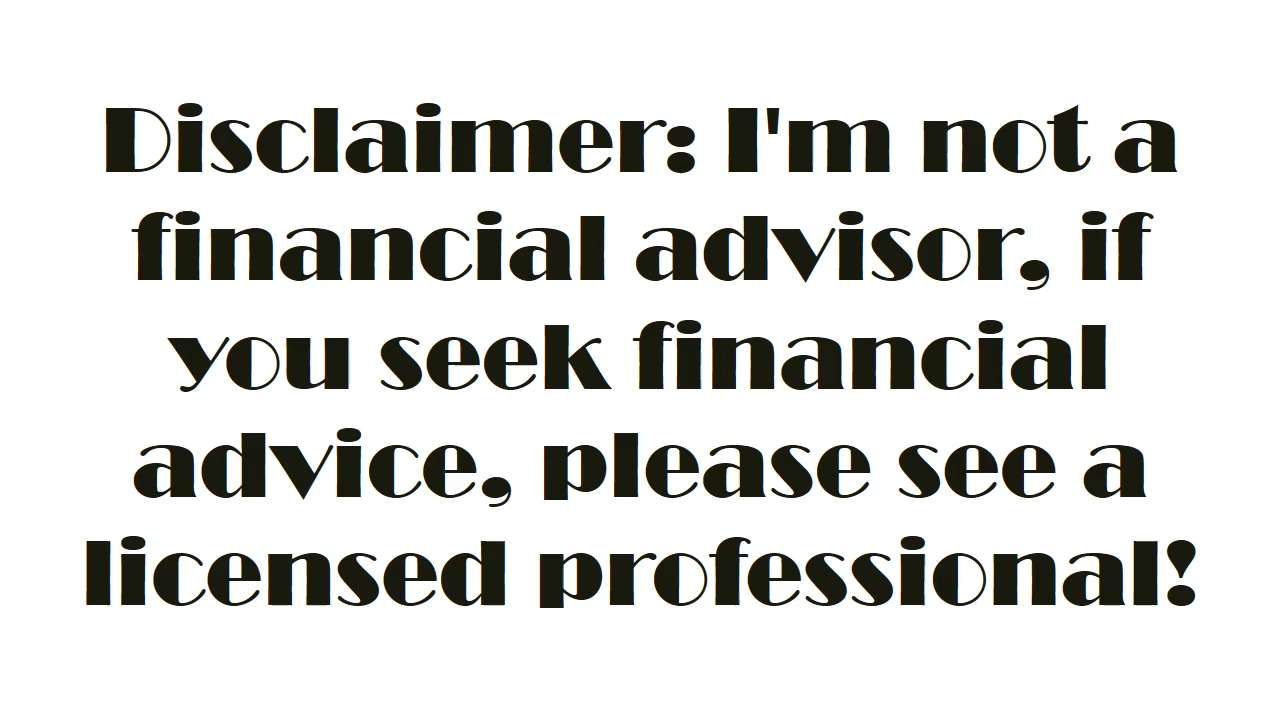 Disclaimer: I'm not a
financial advisor, if
you seek financial
advice, please see a
licensed professional!